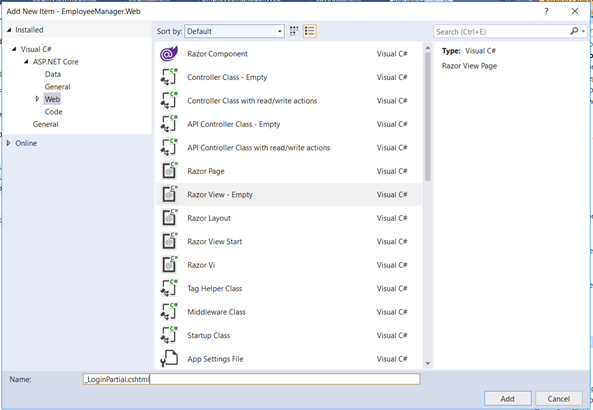 Add New Item - EmployeeManager.Web
? 
Installed
Sort by: Default
Search (Ctrl+E)
Visual C#
ASP.NET Core
Data
General
Web
Code
General
Online
Razor Component Visual C#
Controller Class - Empty Visual C#
Controller Class with read/write actions Visual C#
API Controller Class - Empty Visual C#
API Controller Class with read/write actions Visual C#
Razor Page Visual C#
Razor View - Empty Visual C#
Razor Layout Visual C#
Razor View Start Visual C#
Razor Vi Visual C#
Tag Helper Class Visual C#
Middleware Class Visual C#
Startup Class Visual C#
App Settings File Visual C#
Type: Visual C#
Razor View Page
Name: _LoginPartial.cshtml
Add Cancel